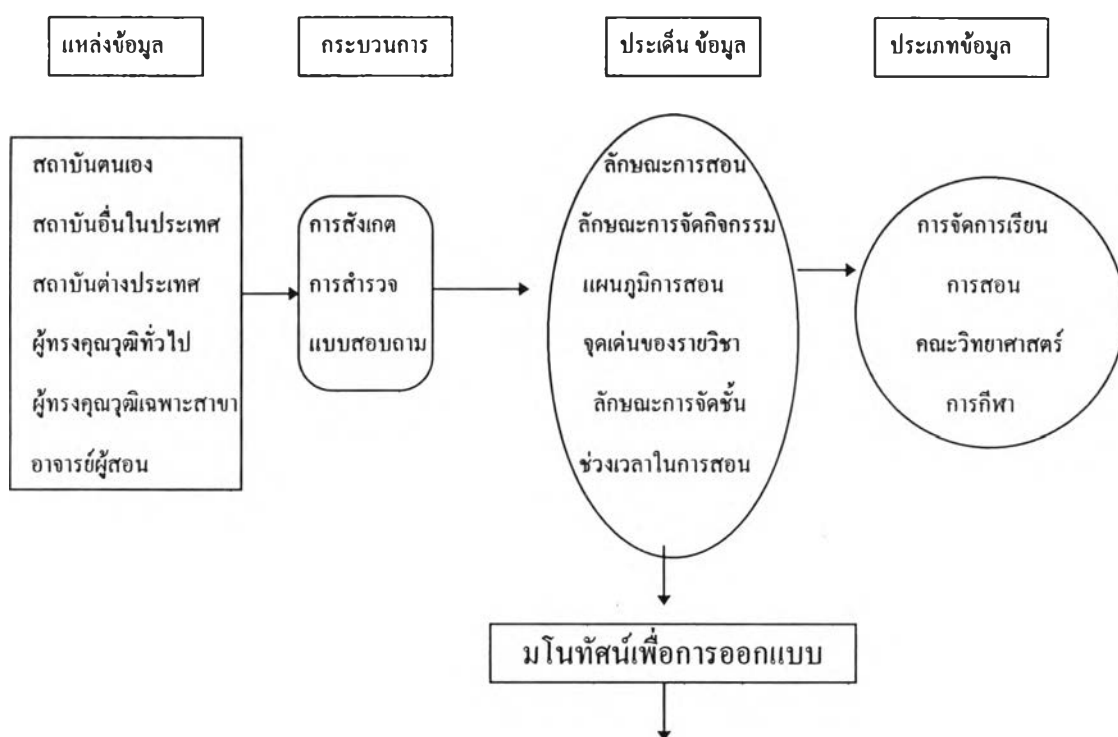 แหล่งข้อมูล
กระบวนการ
ประเด็น ข้อมูล
ประเภทข้อมูล
สถาบันตนเอง
สถาบันอื่นในประเทศ
สถาบันต่างประเทศ
ผู้ทรงคุณวุฒิทั่วไป
ผู้ทรงคุณวุฒิเฉพาะสาขา
อาจารย์ผู้สอน
การสังเกต
การสำรวจ
แบบสอบถาม
ลักษณะการสอน
ลักษณะการจัดกิจกรรม
แผนภูมิการสอน
จุดเด่นของรายวิชา
ลักษณะการจัดชั้น
ช่วงเวลาในการสอน
การจัดการเรียน
การสอน
คณะวิทยาศาสตร์
การกีฬา
มโนทัศน์เพื่อการออกแบบ